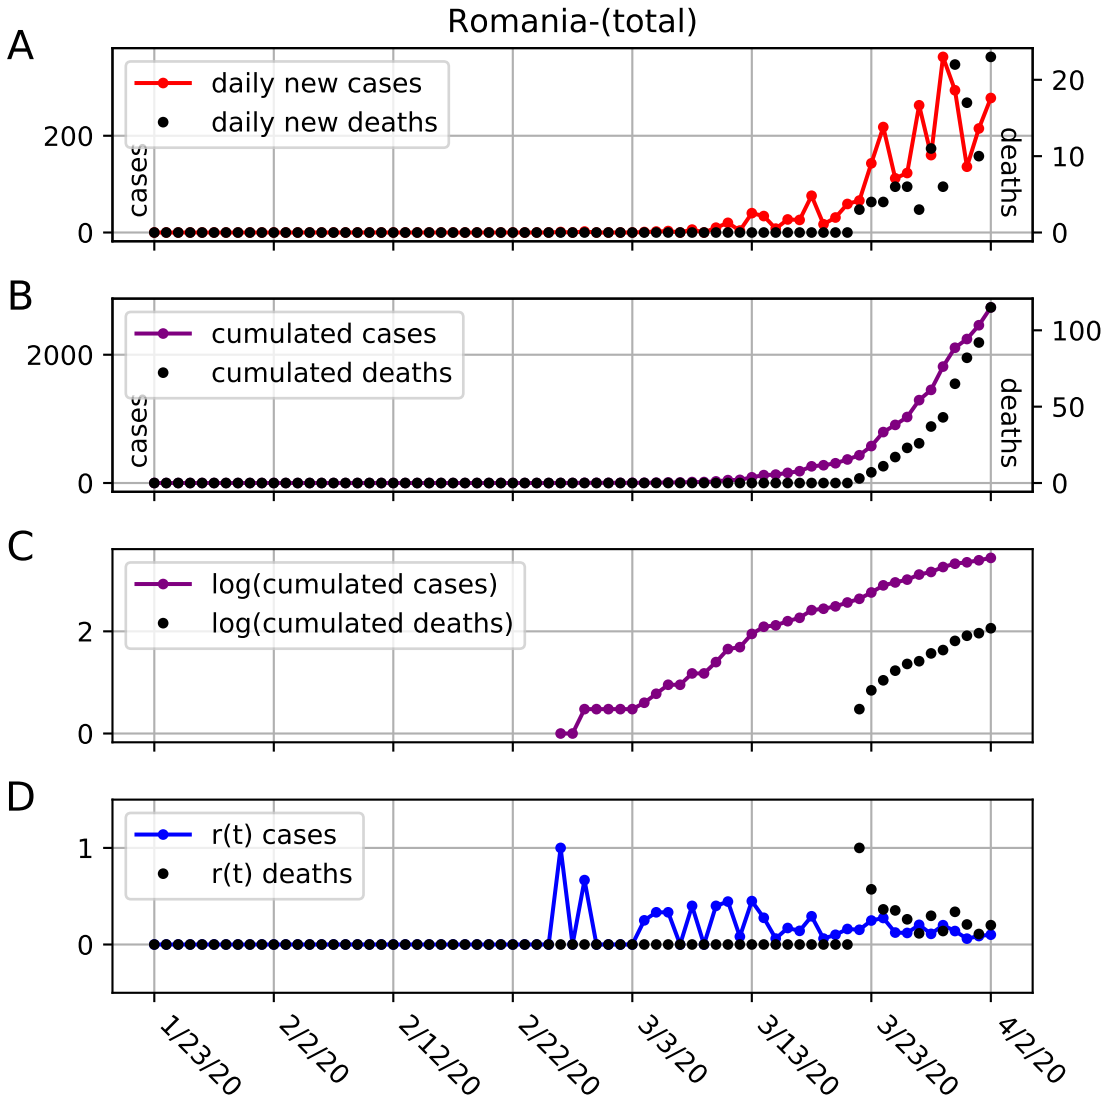 Romania-(total)
A
daily new cases
daily new deaths
200
0
cases
20
10
0
deaths
B
cumulated cases
cumulated deaths
2000
0
cases
100
50
0
deaths
C
log(cumulated cases)
log(cumulated deaths)
2
0
D
r(t) cases
r(t) deaths
1
0
1/23/20
2/2/20
2/12/20
2/22/20
3/3/20
3/13/20
3/23/20
4/2/20